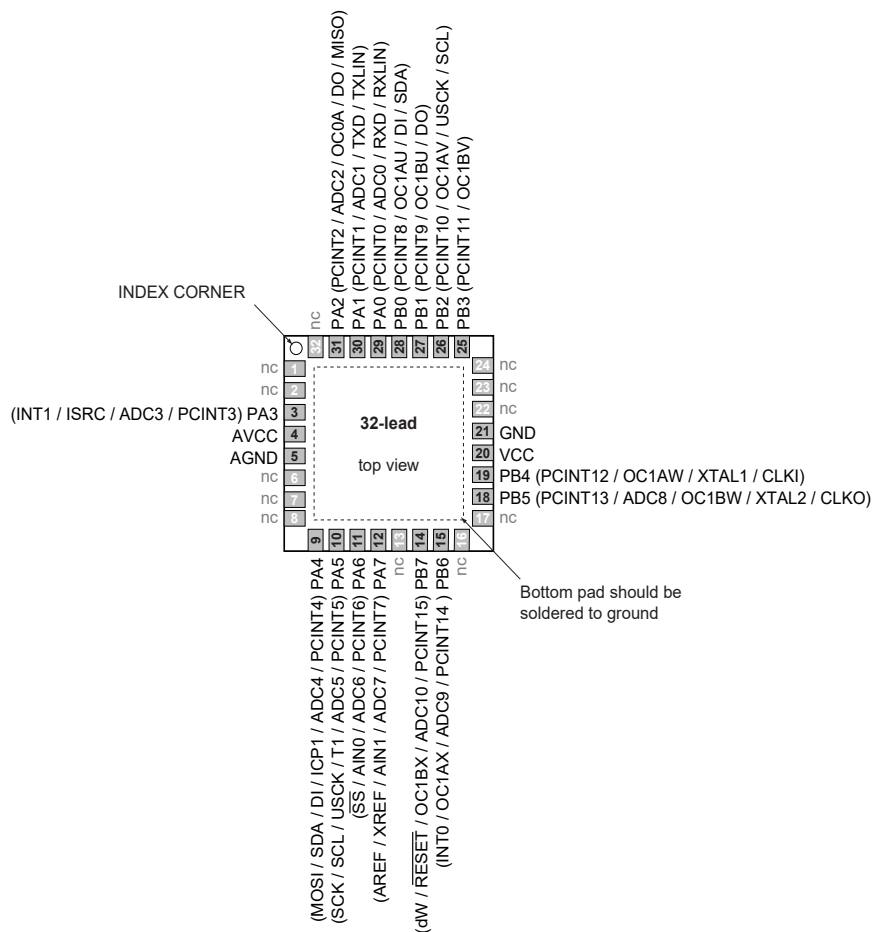 PA2 (PCINT2 / ADC2 / OC0A / DO / MISO)
PA1 (PCINT1 / ADC1 / TXD / TXLIN)
PA0 (PCINT0 / ADC0 / RXD / RXLIN)
PB0 (PCINT8 / OC1AU / DI / SDA)
PB1 (PCINT9 / OC1BU / DO)
PB2 (PCINT10 / OC1AV / USCK / SCL)
PB3 (PCINT11 / OC1BV)
INDEX CORNER
nc
32
31
30
29
28
27
26
25
nc 1
nc 2
(INT1 / ISRC / ADC3 / PCINT3) PA3 3
AVCC 4
AGND 5
nc 6
nc 7
nc 8
32-lead
top view
24 nc
23 nc
22 nc
21 GND
20 VCC
19 PB4 (PCINT12 / OC1AW / XTAL1 / CLKI)
18 PB5 (PCINT13 / ADC8 / OC1BW / XTAL2 / CLKO)
17 nc
9
10
11
12
13
14
15
16
(MOSI / SDA / DI / ICP1 / ADC4 / PCINT4) PA4
(SCK / SCL / USCK / T1 / ADC5 / PCINT5) PA5
(SS / AIN0 / ADC6 / PCINT6) PA6
(AREF / XREF / AIN1 / ADC7 / PCINT7) PA7
nc
(dW / RESET / OC1BX / ADC10 / PCINT15) PB7
(INT0 / OC1AX / ADC9 / PCINT14 ) PB6
nc
Bottom pad should be
soldered to ground